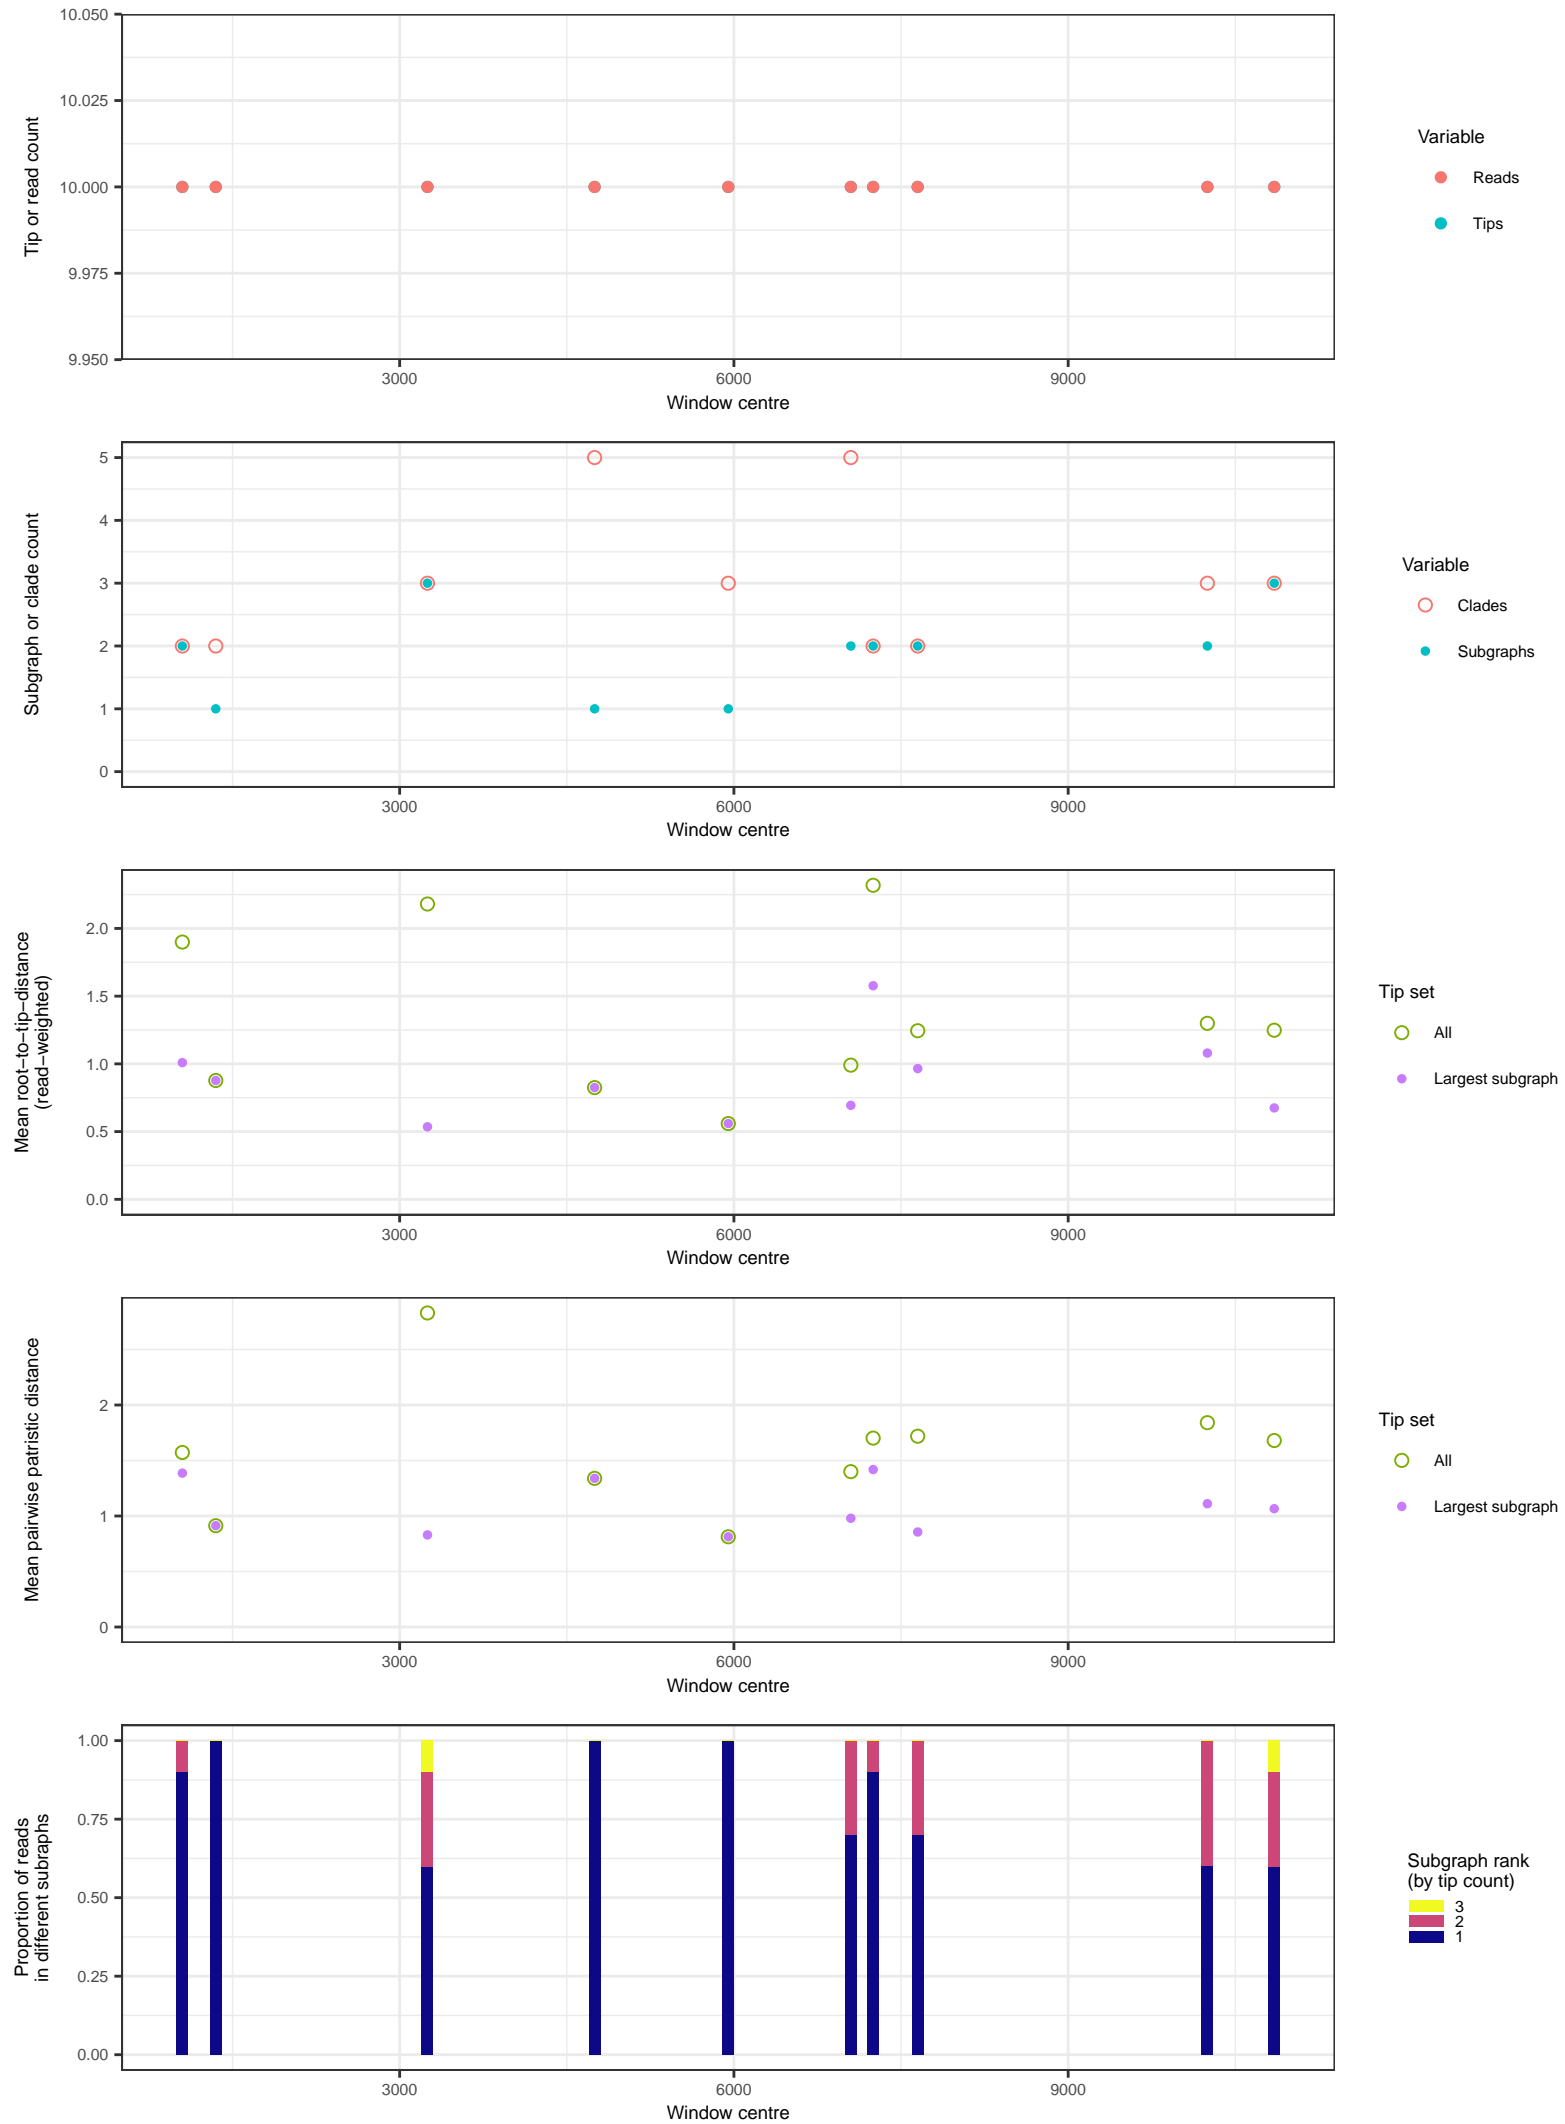 10.050
10.025
10.000
9.975
9.950
Tip or read count
3000
6000
9000
Window centre
Variable
Reads
Tips
5
4
3
2
1
0
Subgraph or clade count
3000
6000
9000
Window centre
Variable
Clades
Subgraphs
2.0
1.5
1.0
0.5
0.0
Mean root−to−tip−distance
(read−weighted)
3000
6000
9000
Window centre
Tip set
All
Largest subgraph
2
1
0
Mean pairwise patristic distance
3000
6000
9000
Window centre
Tip set
All
Largest subgraph
1.00
0.75
0.50
0.25
0.00
Proportion of reads
in different subraphs
3000
6000
9000
Window centre
Subgraph rank
(by tip count)
3
2
1